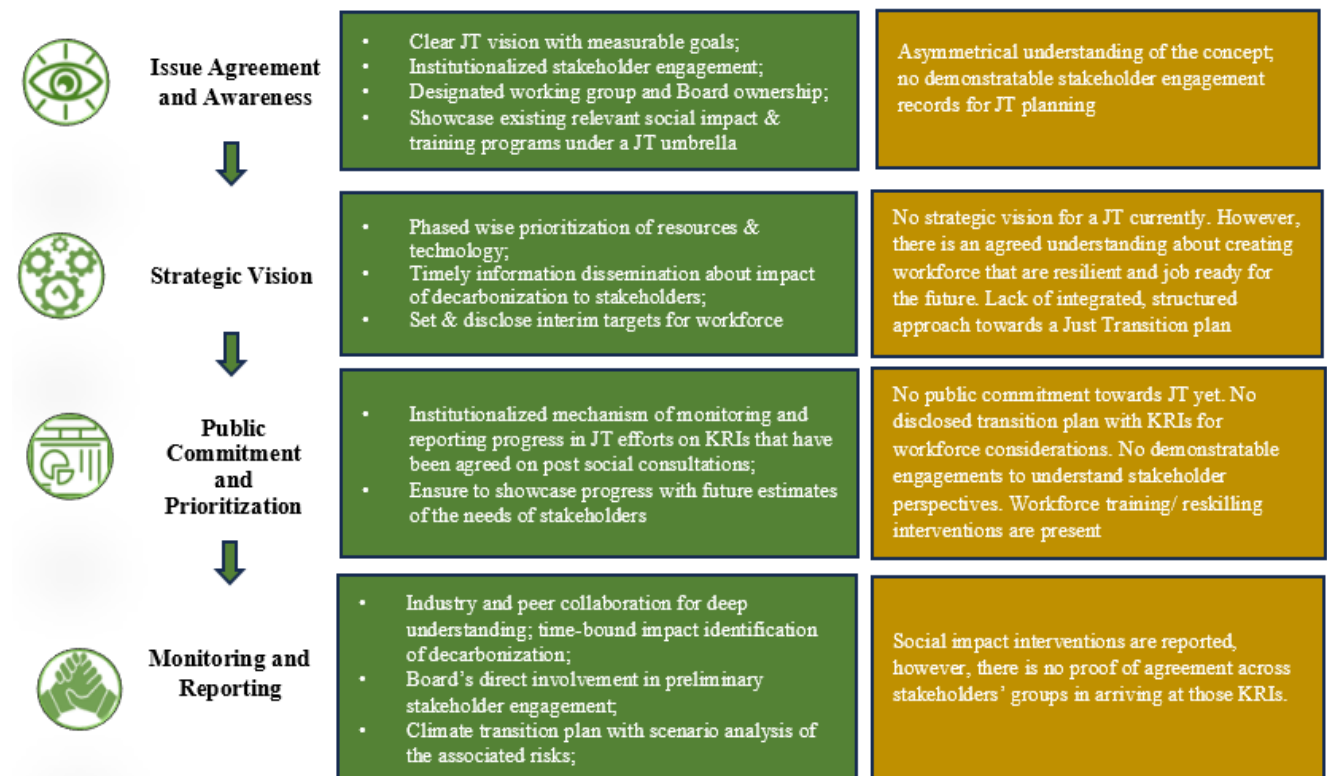 Issue Agreement
and Awareness
• Clear JT vision with measurable goals;
• Institutionalized stakeholder engagement;
• Designated working group and Board ownership;
• Showcase existing relevant social impact &
training programs under a JT umbrella
Asymmetrical understanding of the concept;
no demonstratable stakeholder engagement
records for JT planning
Strategic Vision
• Phased wise prioritization of resources &
technology;
• Timely information dissemination about impact
of decarbonization to stakeholders;
• Set & disclose interim targets for workforce
No strategic vision for a JT currently. However,
there is an agreed understanding about creating
workforce that are resilient and job ready for
the future. Lack of integrated, structured
approach towards a Just Transition plan
Public
Commitment
and
Prioritization
• Institutionalized mechanism of monitoring and
reporting progress in JT efforts on KRIs that have
been agreed on post social consultations;
• Ensure to showcase progress with future estimates
of the needs of stakeholders
No public commitment towards JT yet. No
disclosed transition plan with KRIs for
workforce considerations. No demonstratable
engagements to understand stakeholder
perspectives. Workforce training/ reskilling
interventions are present
Monitoring and
Reporting
• Industry and peer collaboration for deep
understanding; time-bound impact identification
of decarbonization;
• Board's direct involvement in preliminary
stakeholder engagement;
• Climate transition plan with scenario analysis of
the associated risks;
Social impact interventions are reported,
however, there is no proof of agreement across
stakeholders' groups in arriving at those KRIs.